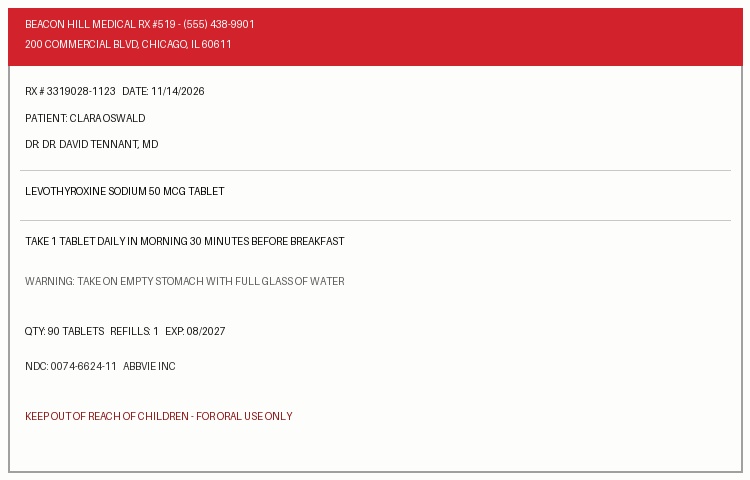 BEACON HILL MEDICAL RX #519 - (555) 438-9901
200 COMMERCIAL BLVD, CHICAGO, IL 60611
RX # 3319028-1123 DATE: 11/14/2026
PATIENT: CLARA OSWALD
DR: DR. DAVID TENNANT, MD
LEVOTHYROXINE SODIUM 50 MCG TABLET
TAKE 1 TABLET DAILY IN MORNING 30 MINUTES BEFORE BREAKFAST
WARNING: TAKE ON EMPTY STOMACH WITH FULL GLASS OF WATER
QTY: 90 TABLETS REFILLS: 1 EXP: 08/2027
NDC: 0074-6624-11 ABBVIE INC
KEEP OUT OF REACH OF CHILDREN - FOR ORAL USE ONLY